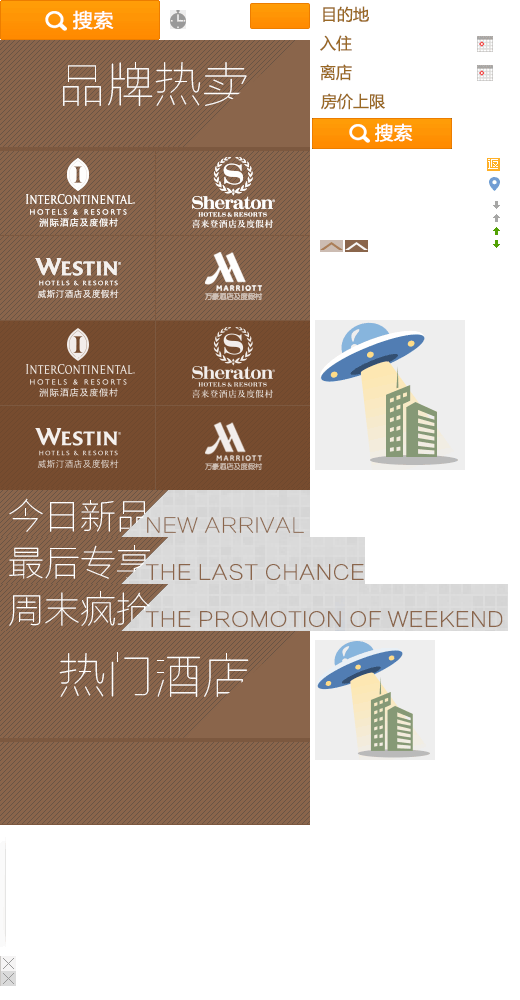 搜索
目的地
入住
离店
房价上限
搜索
品牌热卖
INTERCONTINENTAL
HOTELS & RESORTS
洲际酒店及度假村
Sheraton
HOTELS & RESORTS
喜来登酒店及度假村
WESTIN
HOTELS & RESORTS
威斯汀酒店及度假村
MARRIOTT
万豪酒店及度假村
INTERCONTINENTAL
HOTELS & RESORTS
洲际酒店及度假村
Sheraton
HOTELS & RESORTS
喜来登酒店及度假村
WESTIN
HOTELS & RESORTS
威斯汀酒店及度假村
MARRIOTT
万豪酒店及度假村
今日新品
NEW ARRIVAL
最后专享
THE LAST CHANCE
周末疯抢
THE PROMOTION OF WEEKEND
热门酒店